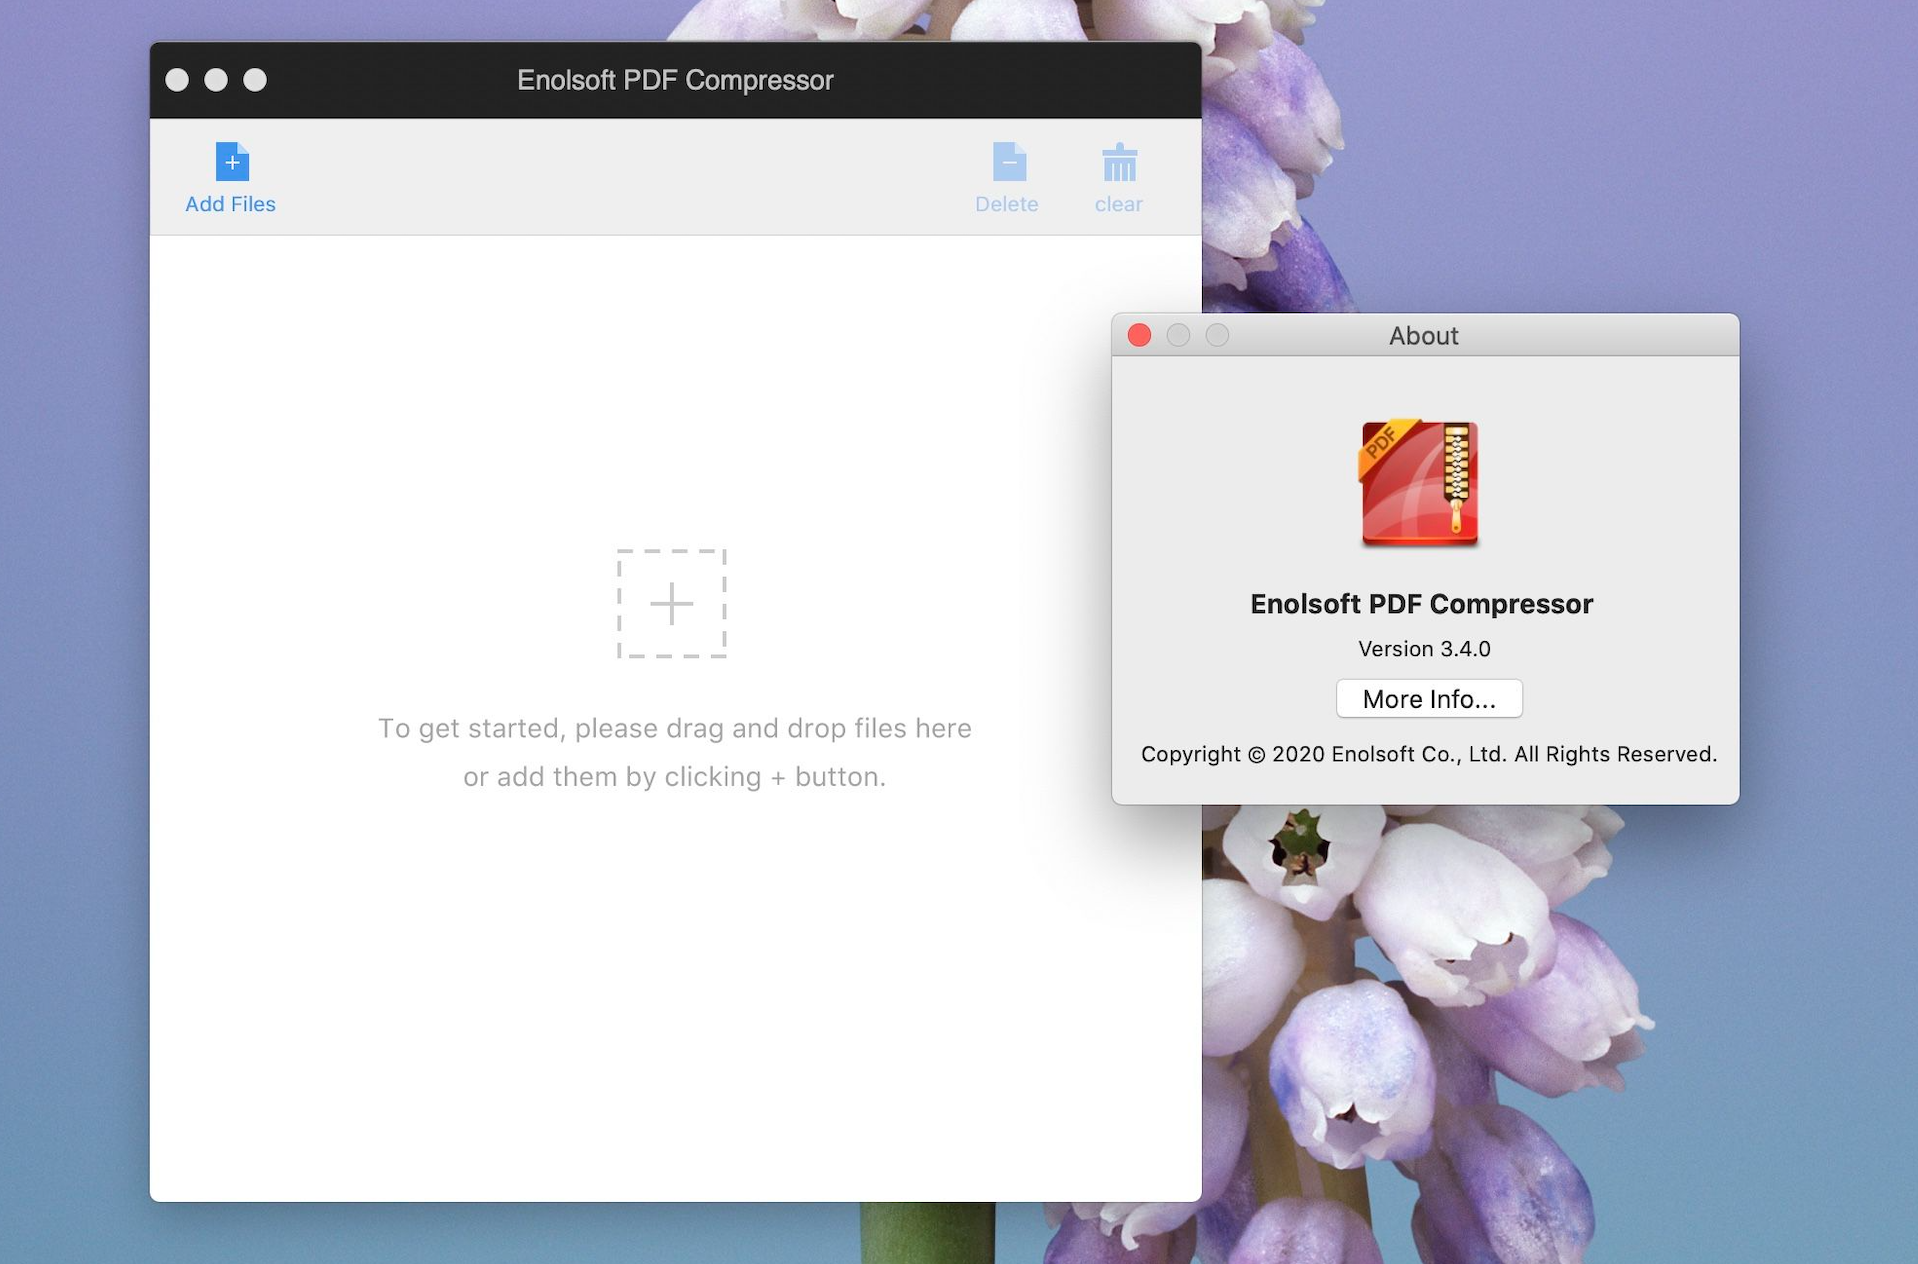 Enolsoft PDF Compressor
Add Files
Delete
clear
To get started, please drag and drop files here
or add them by clicking + button.
About
PDF
Enolsoft PDF Compressor
Version 3.4.0
More Info...
Copyright © 2020 Enolsoft Co., Ltd. All Rights Reserved.